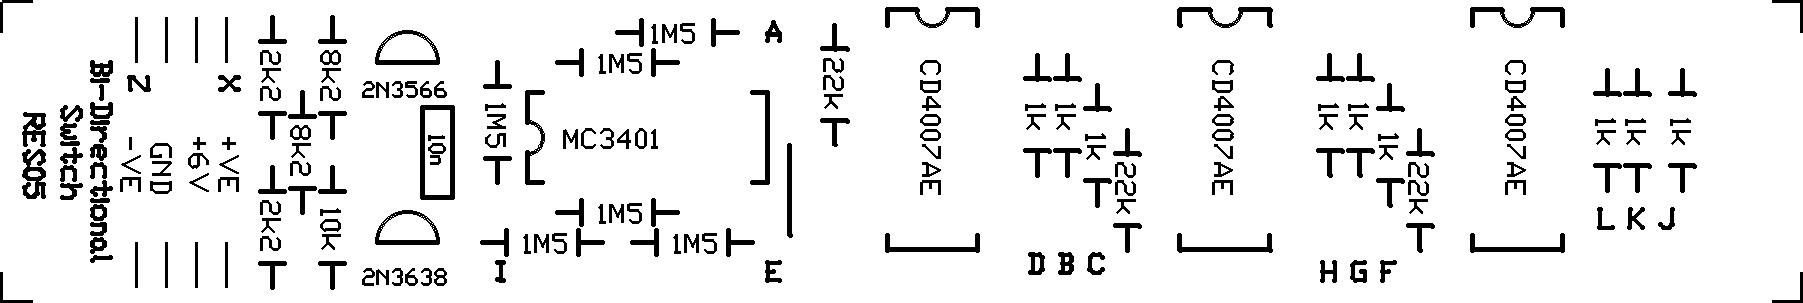 BI-Directional
Switch
RES05
Z
X
-VE
GND
+6V
+VE
2k2
8k2
8k2
2k2
10k
2N3566
10n
2N3638
1M5
1M5
1M5
MC3401
1M5
1M5
1M5
I
A
E
22k
CD4007AE
1k
1k
1k
22k
D B C
CD4007AE
1k
1k
1k
22k
H G F
CD4007AE
1k
1k
1k
L K J